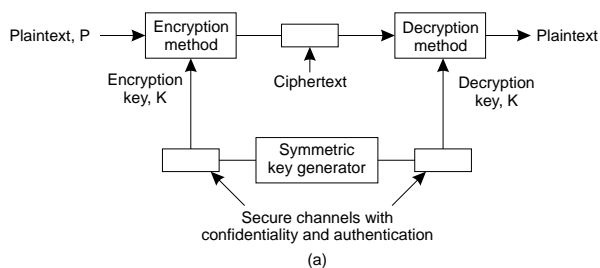 Plaintext, P
Encryption
method
Decryption
method
Plaintext
Encryption
key, K
Ciphertext
Decryption
key, K
Symmetric
key generator
Secure channels with
confidentiality and authentication
(a)